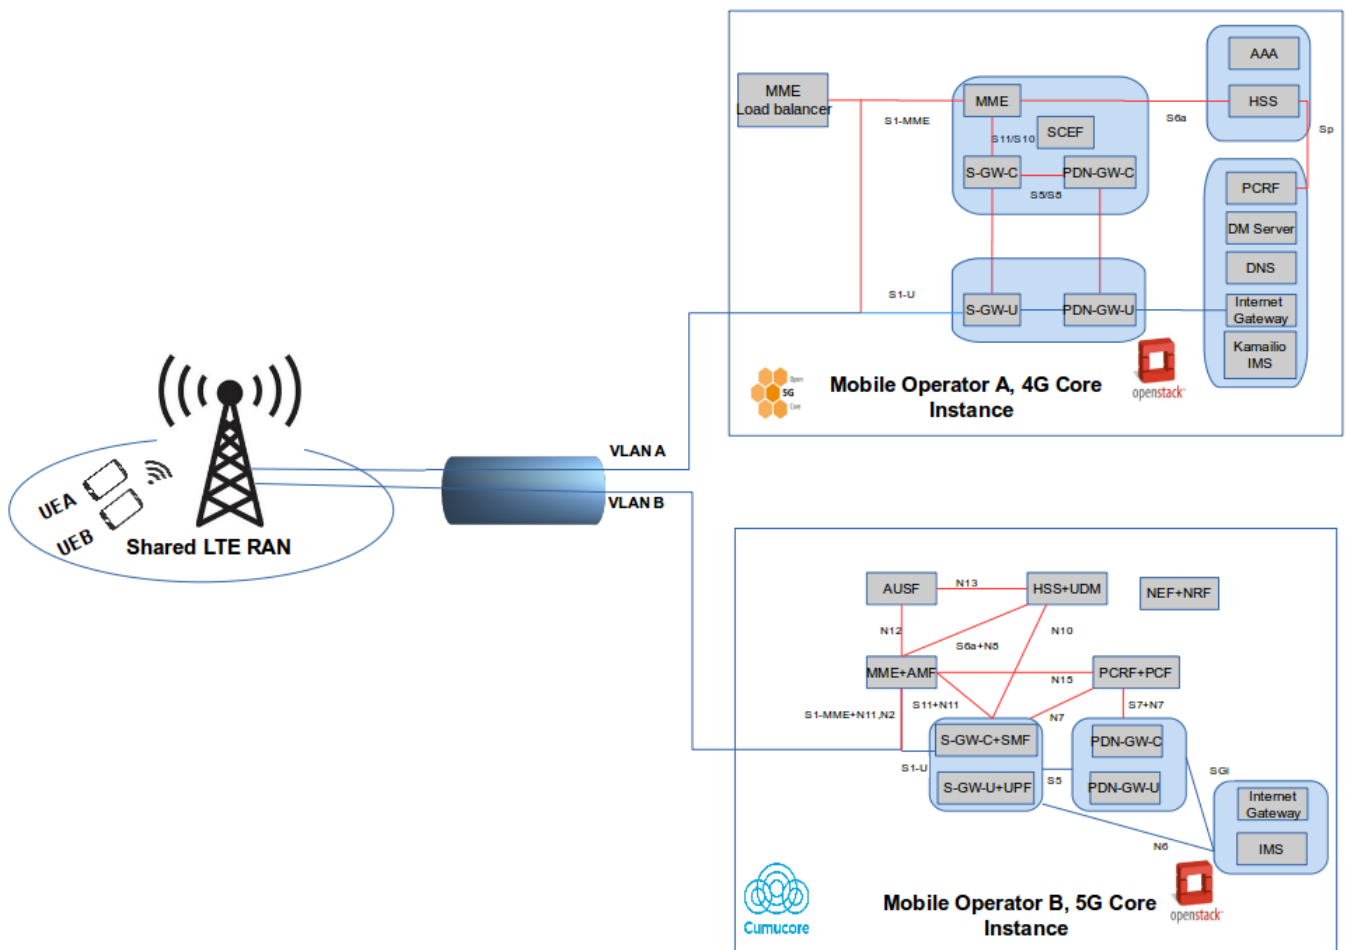 AAA
MME
Load balancer
MME
HSS
S1-MME
S6a
SCEF
Sp
S11/S10
S-GW-C
PDN-GW-C
S5/S8
PCRF
DM Server
DNS
S1-U
S-GW-U
PDN-GW-U
Internet
Gateway
Kamailio
IMS
Open
5G
Core
Mobile Operator A, 4G Core
Instance
openstack
VLAN A
VLAN B
UEA
UEB
Shared LTE RAN
AUSF
N13
HSS+UDM
NEF+NRF
N12
N10
S6a+N8
MME+AMF
PCRF+PCF
N15
S11+N11
S7+N7
S1-MME+N11,N2
N7
S-GW-C+SMF
PDN-GW-C
S1-U
S5
SGi
S-GW-U+UPF
PDN-GW-U
Internet
Gateway
N6
IMS
Cumucore
Mobile Operator B, 5G Core
Instance
openstack